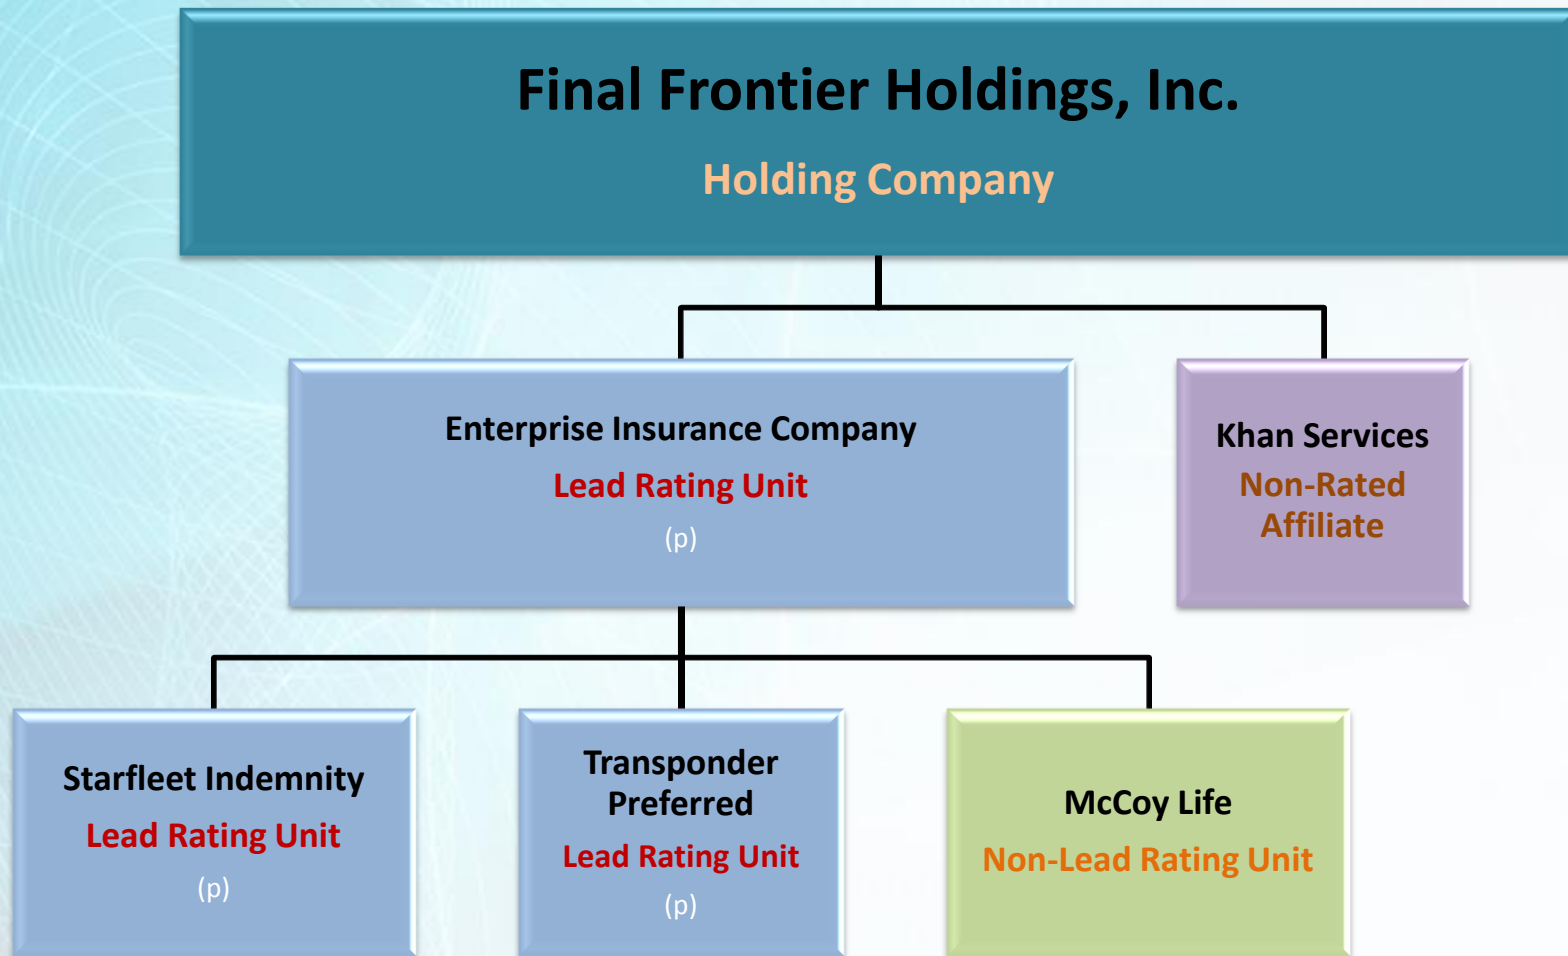 Final Frontier Holdings, Inc.
Holding Company
Enterprise Insurance Company
Lead Rating Unit
(p)
Khan Services
Non-Rated
Affiliate
Starfleet Indemnity
Lead Rating Unit
(p)
Transponder
Preferred
Lead Rating Unit
(p)
McCoy Life
Non-Lead Rating Unit